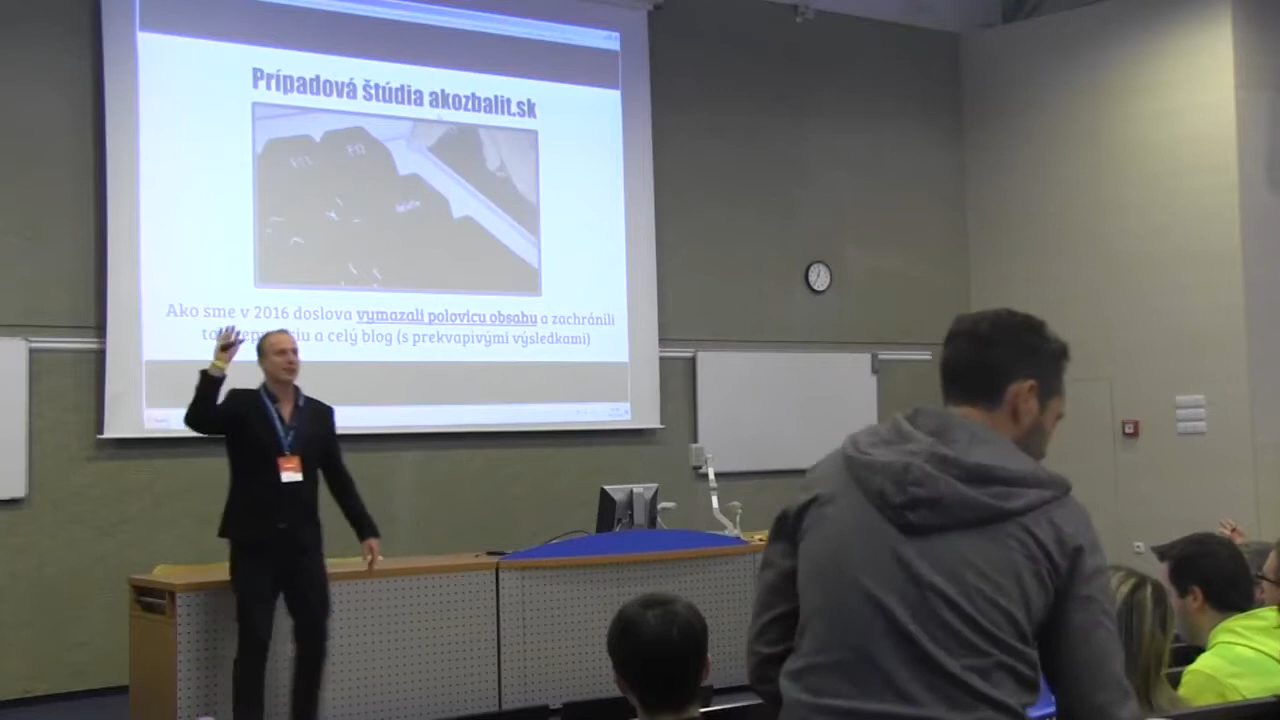 Prípadová štúdia akozbalit.sk
Ako sme v 2016 doslova vymazali polovicu obsahu a zachránili
a celý blog (s prekvapivými výsledkami)